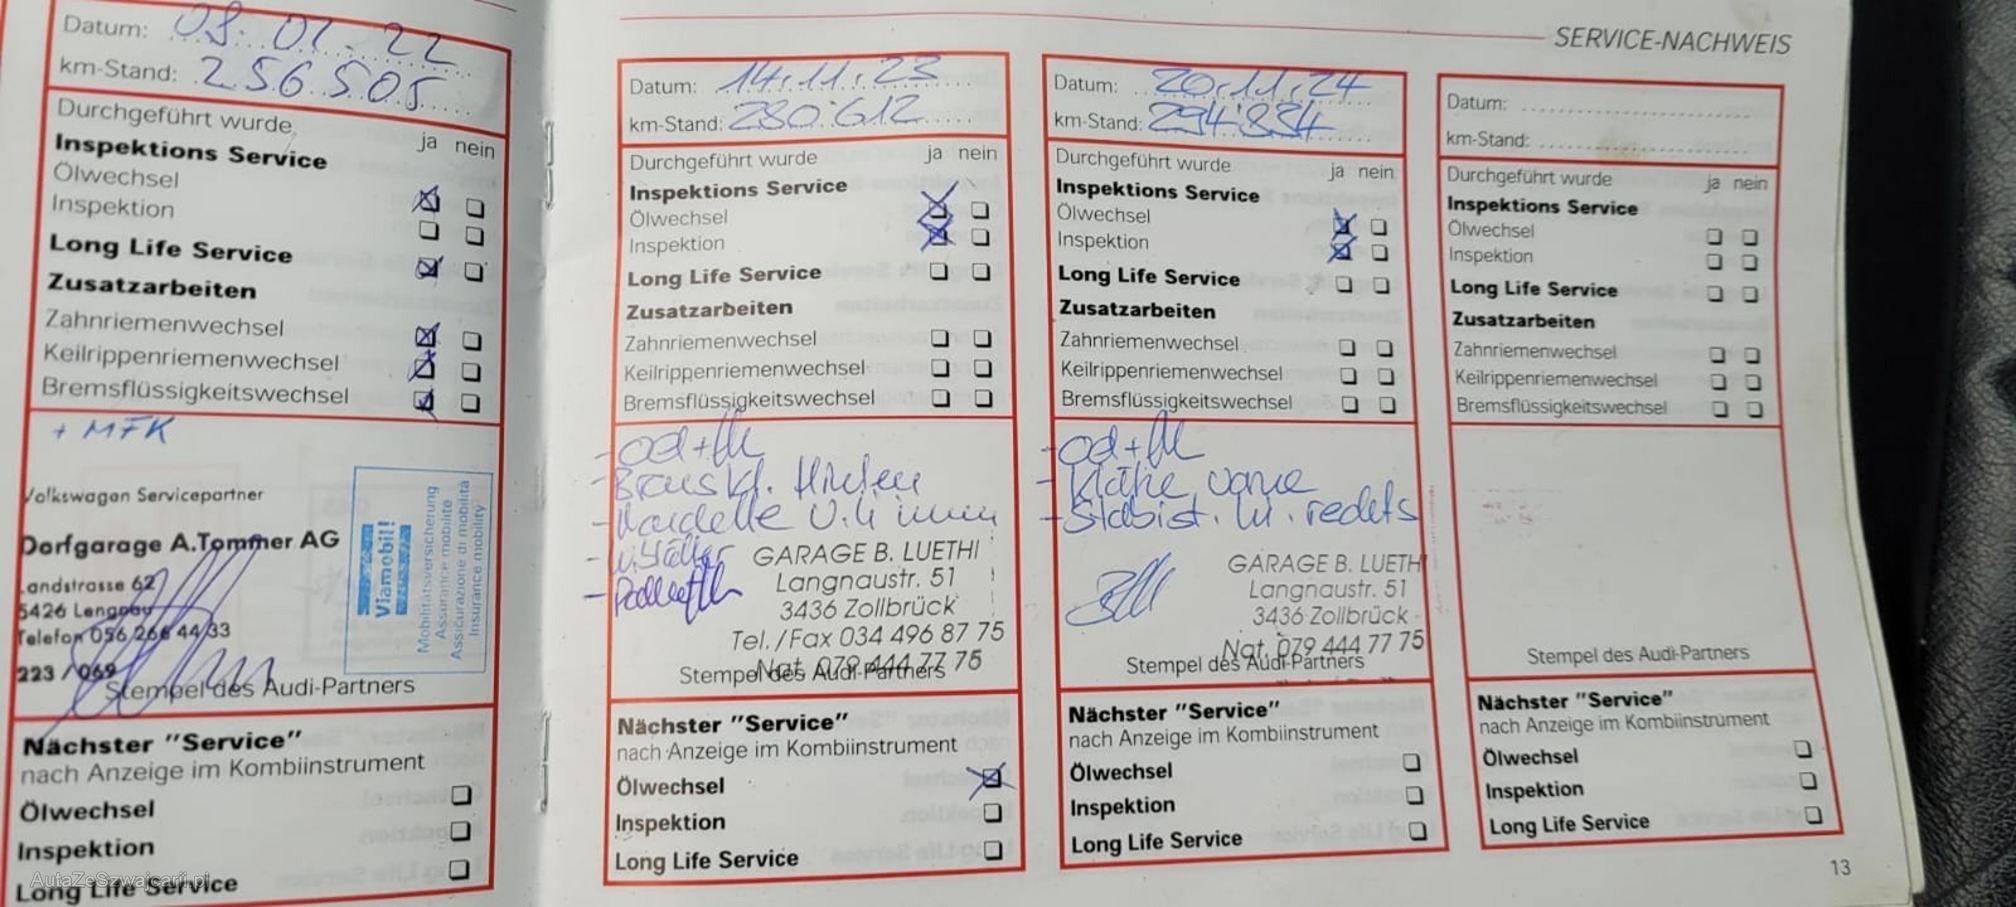 SERVICE-NACHWEIS
Datum: 08.07.22
km-Stand: 256505
Durchgeführt wurde
ja nein
Inspektions Service
Ölwechsel
Inspektion
Long Life Service
Zusatzarbeiten
Zahnriemenwechsel
Keilrippenriemenwechsel
Bremsflüssigkeitswechsel
+ MFK
Volkswagen Servicepartner
Dorfgarage A.Tommer AG
Landstrasse 62
5426 Lengnau
Telefon 056 266 44 33
223 / 069
Viamobil!
Mobilitätsversicherung
Assurance mobilité
Assicurazione di mobilità
Insurance mobility
Stempel des Audi-Partners
Nächster "Service"
nach Anzeige im Kombiinstrument
Ölwechsel
Inspektion
Long Life Service
Datum: 14.11.23
km-Stand: 280'612
Durchgeführt wurde ja nein
Inspektions Service
Ölwechsel
Inspektion
Long Life Service
Zusatzarbeiten
Zahnriemenwechsel
Keilrippenriemenwechsel
Bremsflüssigkeitswechsel
GARAGE B. LUETHI
Langnaustr. 51
3436 Zollbrück
Tel./Fax 034 496 87 75
Nat. 079 444 77 75
Stempel des Audi-Partners
Nächster "Service"
nach Anzeige im Kombiinstrument
Ölwechsel
Inspektion
Long Life Service
Datum: 20.11.24
km-Stand: 294'884
Durchgeführt wurde ja nein
Inspektions Service
Ölwechsel
Inspektion
Long Life Service
Zusatzarbeiten
Zahnriemenwechsel
Keilrippenriemenwechsel
Bremsflüssigkeitswechsel
GARAGE B. LUETHI
Langnaustr. 51
3436 Zollbrück
Nat. 079 444 77 75
Stempel des Audi-Partners
Nächster "Service"
nach Anzeige im Kombiinstrument
Ölwechsel
Inspektion
Long Life Service
Datum:
km-Stand:
Durchgeführt wurde ja nein
Inspektions Service
Ölwechsel
Inspektion
Long Life Service
Zusatzarbeiten
Zahnriemenwechsel
Keilrippenriemenwechsel
Bremsflüssigkeitswechsel
Stempel des Audi-Partners
Nächster "Service"
nach Anzeige im Kombiinstrument
Ölwechsel
Inspektion
Long Life Service
13
AutaZeSzwajcarii.pl